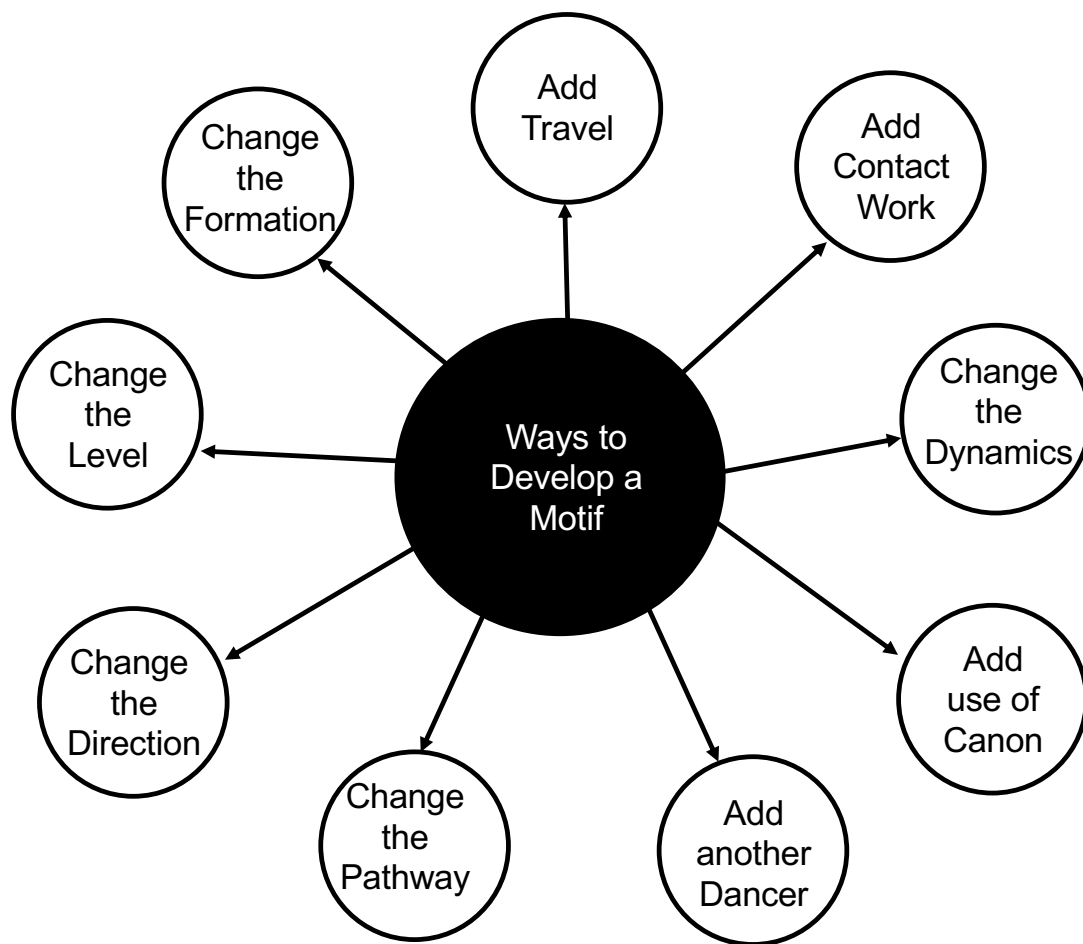 Ways to
Develop a
Motif
Add
Travel
Add
Contact
Work
Change
the
Dynamics
Add
use of
Canon
Add
another
Dancer
Change
the
Pathway
Change
the
Direction
Change
the
Level
Change
the
Formation